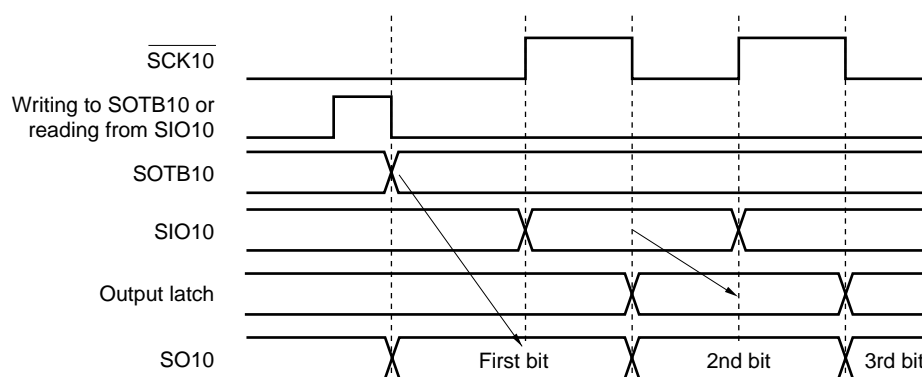 SCK10
Writing to SOTB10 or
reading from SIO10
SOTB10
SIO10
Output latch
SO10
First bit
2nd bit
3rd bit